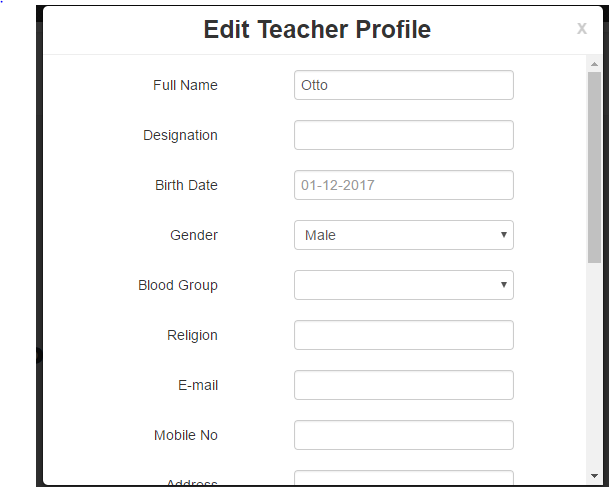 Edit Teacher Profile x
Full Name Otto
Designation
Birth Date 01-12-2017
Gender Male
Blood Group
Religion
E-mail
Mobile No
Address